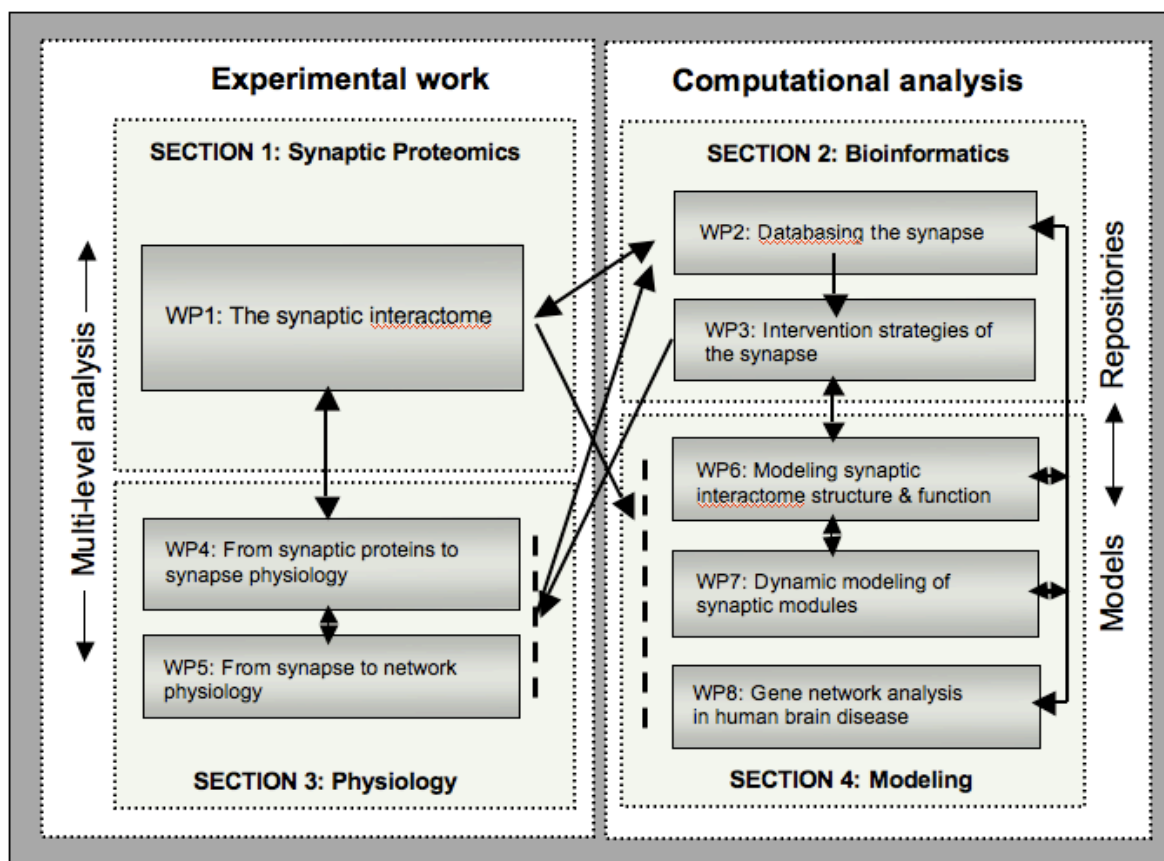 Experimental work
SECTION 1: Synaptic Proteomics
WP1: The synaptic interactome
Multi-level analysis
WP4: From synaptic proteins to
synapse physiology
WP5: From synapse to network
physiology
SECTION 3: Physiology
Computational analysis
SECTION 2: Bioinformatics
WP2: Databasing the synapse
WP3: Intervention strategies of
the synapse
WP6: Modeling synaptic
interactome structure & function
WP7: Dynamic modeling of
synaptic modules
WP8: Gene network analysis
in human brain disease
SECTION 4: Modeling
Repositories
Models